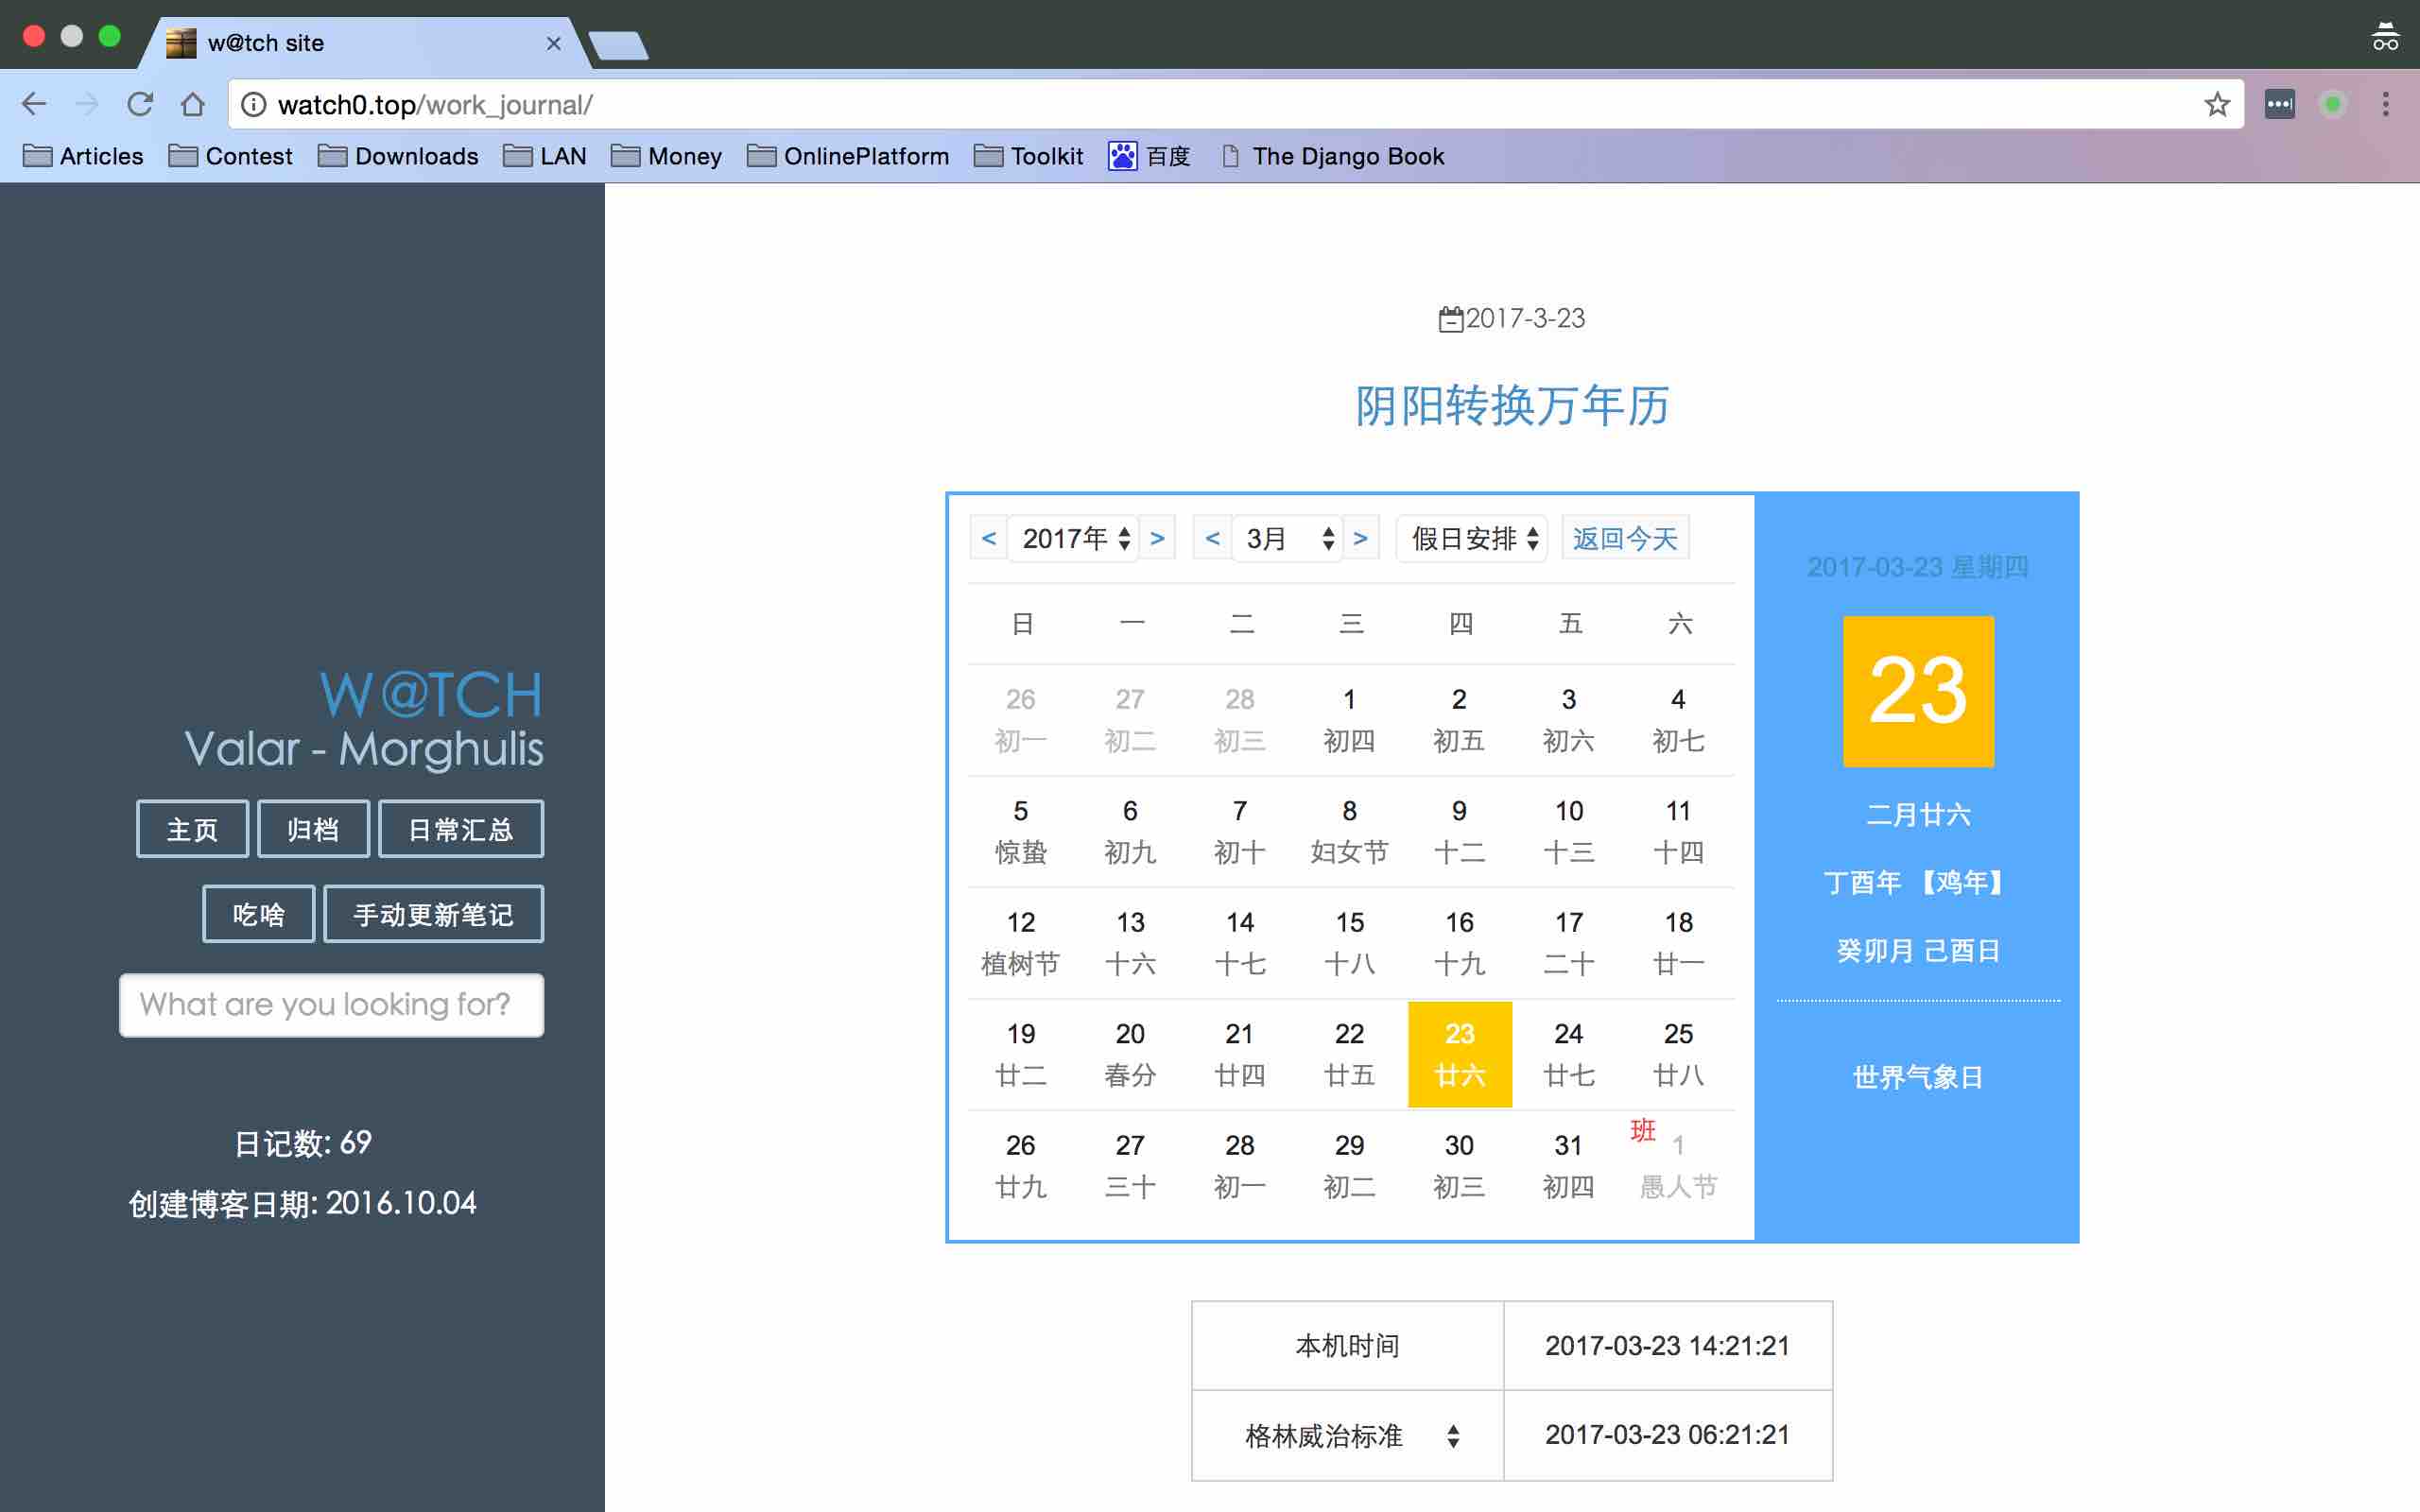 w@tch site
watch0.top/work_journal/
Articles Contest Downloads LAN Money OnlinePlatform Toolkit 百度 The Django Book
W@TCH
Valar - Morghulis
主页 归档 日常汇总
吃啥 手动更新笔记
What are you looking for?
日记数: 69
创建博客日期: 2016.10.04
2017-3-23
阴阳转换万年历
< 2017年 > < 3月 > 假日安排 返回今天
日 一 二 三 四 五 六
26 27 28 1 2 3 4
初一 初二 初三 初四 初五 初六 初七
5 6 7 8 9 10 11
惊蛰 初九 初十 妇女节 十二 十三 十四
12 13 14 15 16 17 18
植树节 十六 十七 十八 十九 二十 廿一
19 20 21 22 23 24 25
廿二 春分 廿四 廿五 廿六 廿七 廿八
26 27 28 29 30 31 班 1
廿九 三十 初一 初二 初三 初四 愚人节
2017-03-23 星期四
23
二月廿六
丁酉年 【鸡年】
癸卯月 己酉日
世界气象日
本机时间 2017-03-23 14:21:21
格林威治标准 2017-03-23 06:21:21